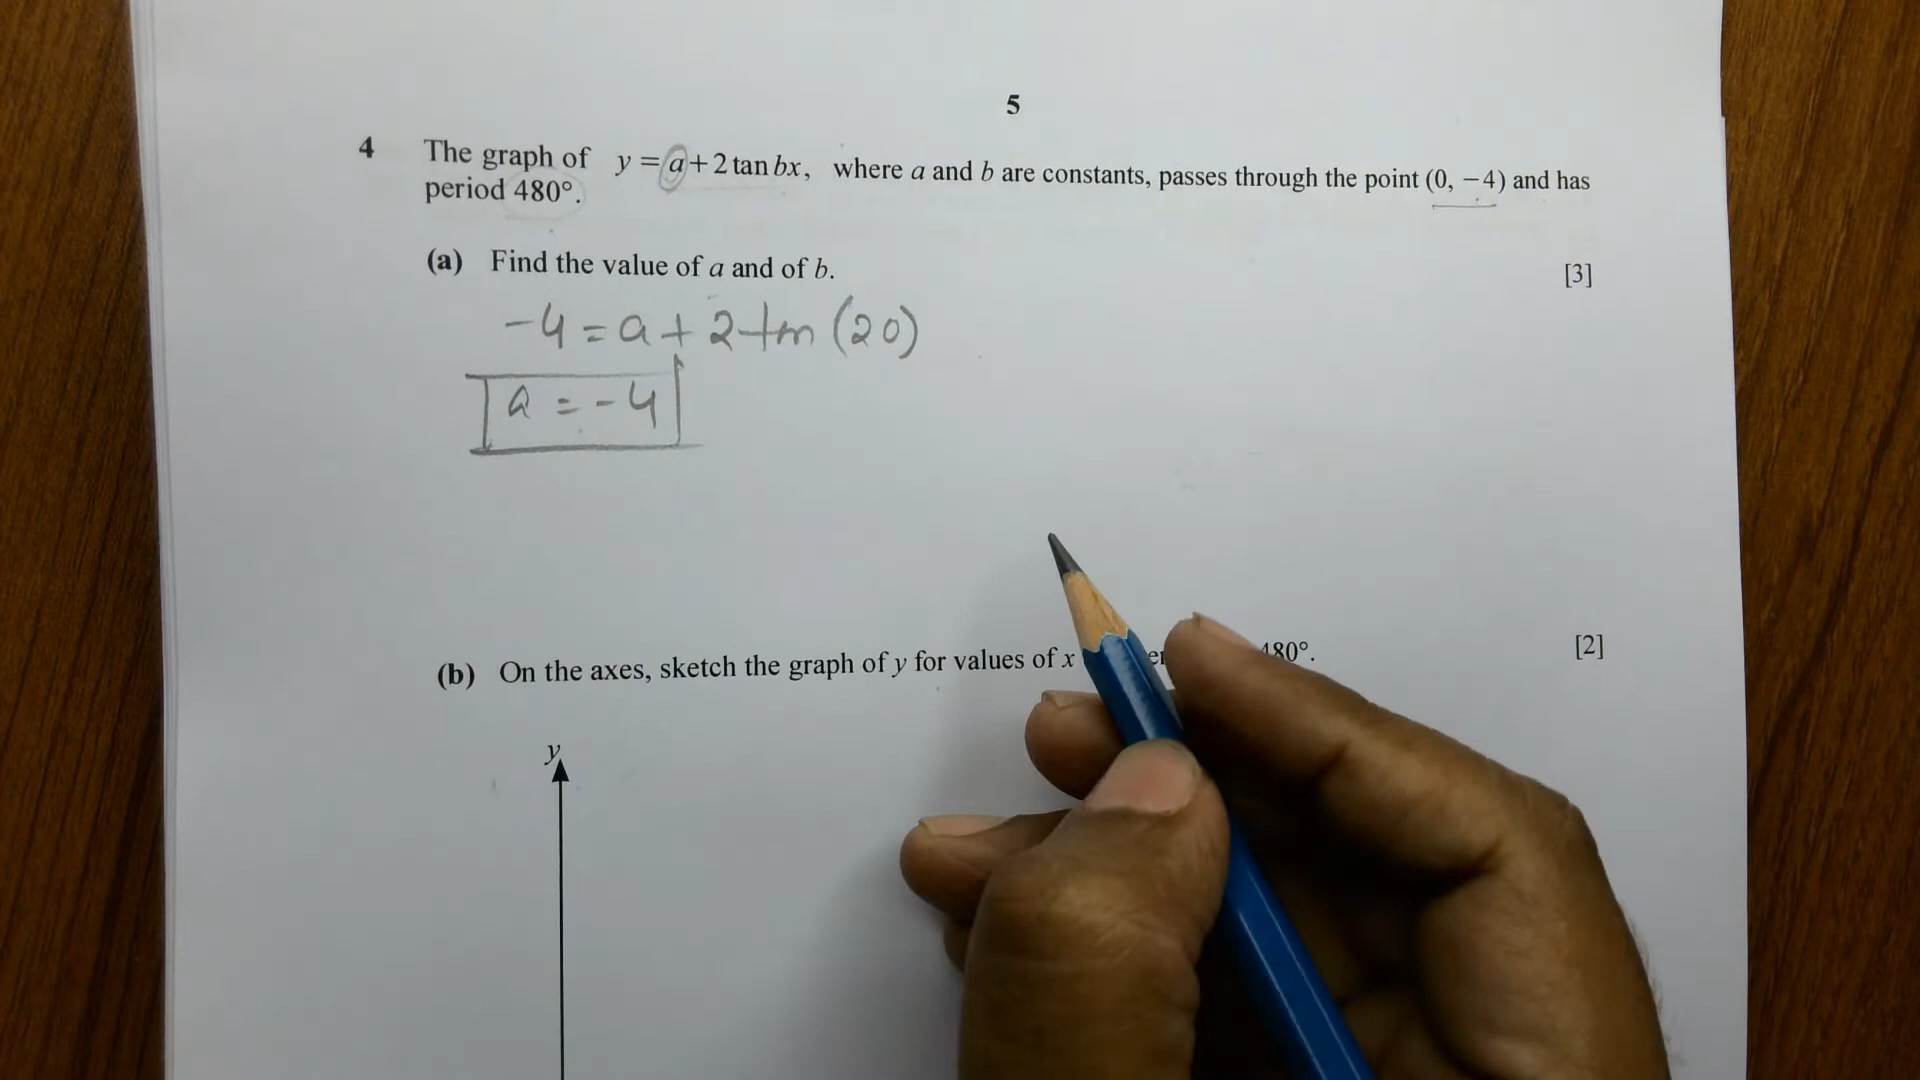 5
4 The graph of y = a + 2 tan bx, where a and b are constants, passes through the point (0, −4) and has
period 480°.
(a) Find the value of a and of b. [3]
-4 = a + 2 tan (20)
a = -4
(b) On the axes, sketch the graph of y for values of x 480°. [2]
y